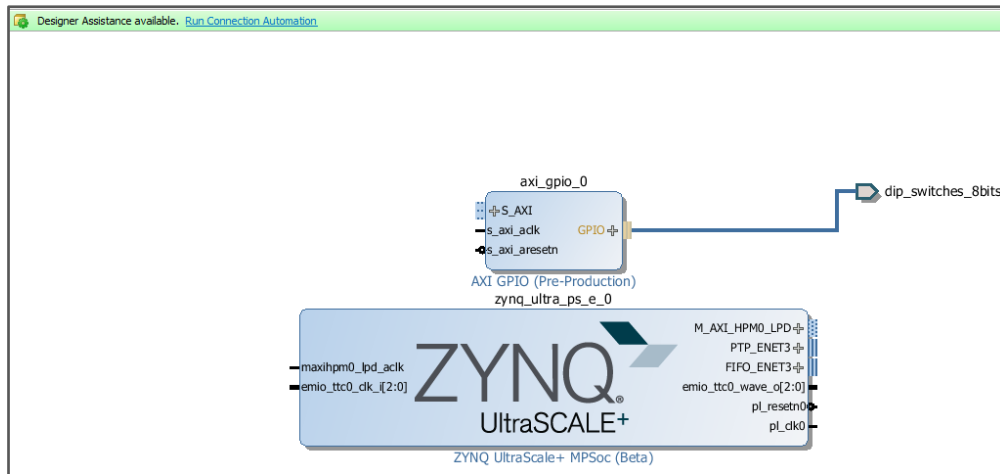 Designer Assistance available. Run Connection Automation
axi_gpio_0
S_AXI
s_axi_aclk
s_axi_aresetn
GPIO
dip_switches_8bits
AXI GPIO (Pre-Production)
zynq_ultra_ps_e_0
maxihpm0_lpd_aclk
emio_ttc0_clk_i[2:0]
ZYNQ®
UltraSCALE+
M_AXI_HPM0_LPD
PTP_ENET3
FIFO_ENET3
emio_ttc0_wave_o[2:0]
pl_resetn0
pl_clk0
ZYNQ UltraScale+ MPSoc (Beta)